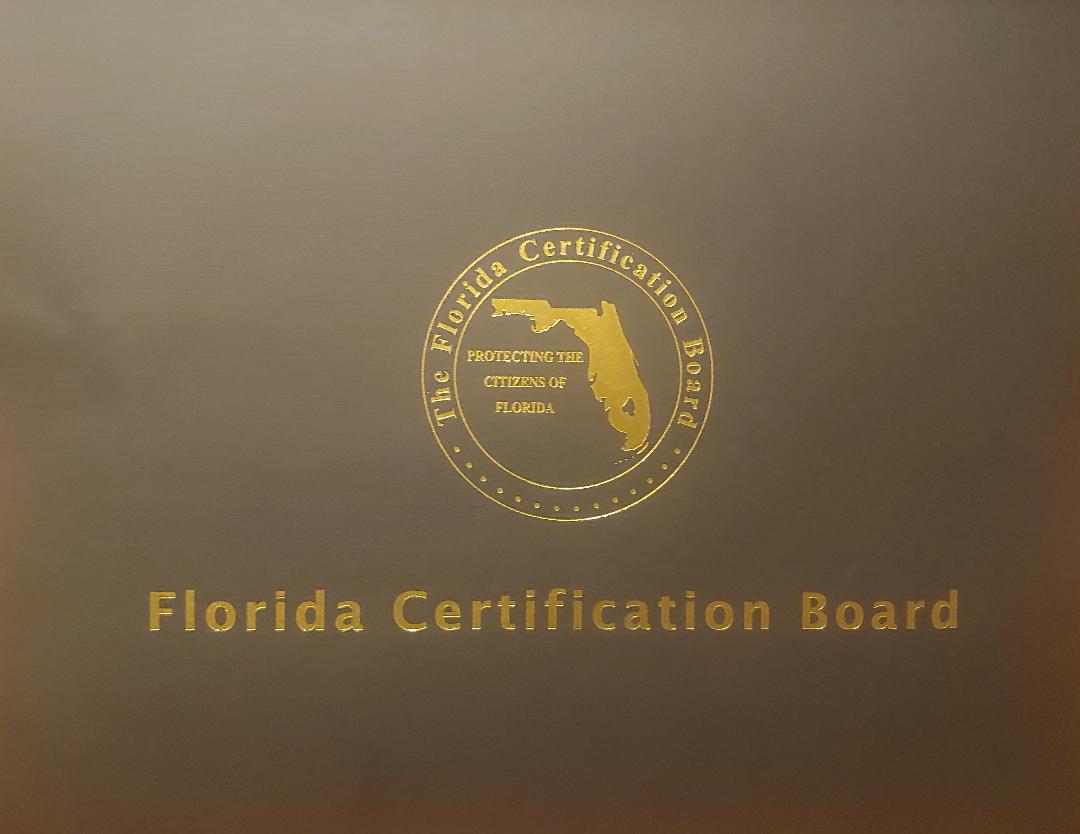 The Florida Certification Board
PROTECTING THE
CITIZENS OF
FLORIDA
Florida Certification Board